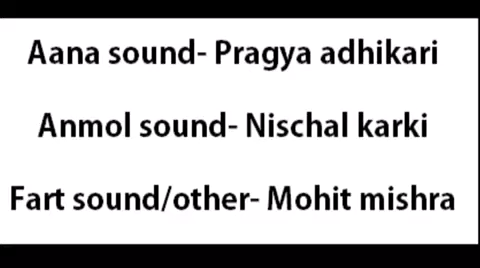 Aana sound- Pragya adhikari
Anmol sound- Nischal karki
Fart sound/other- Mohit mishra